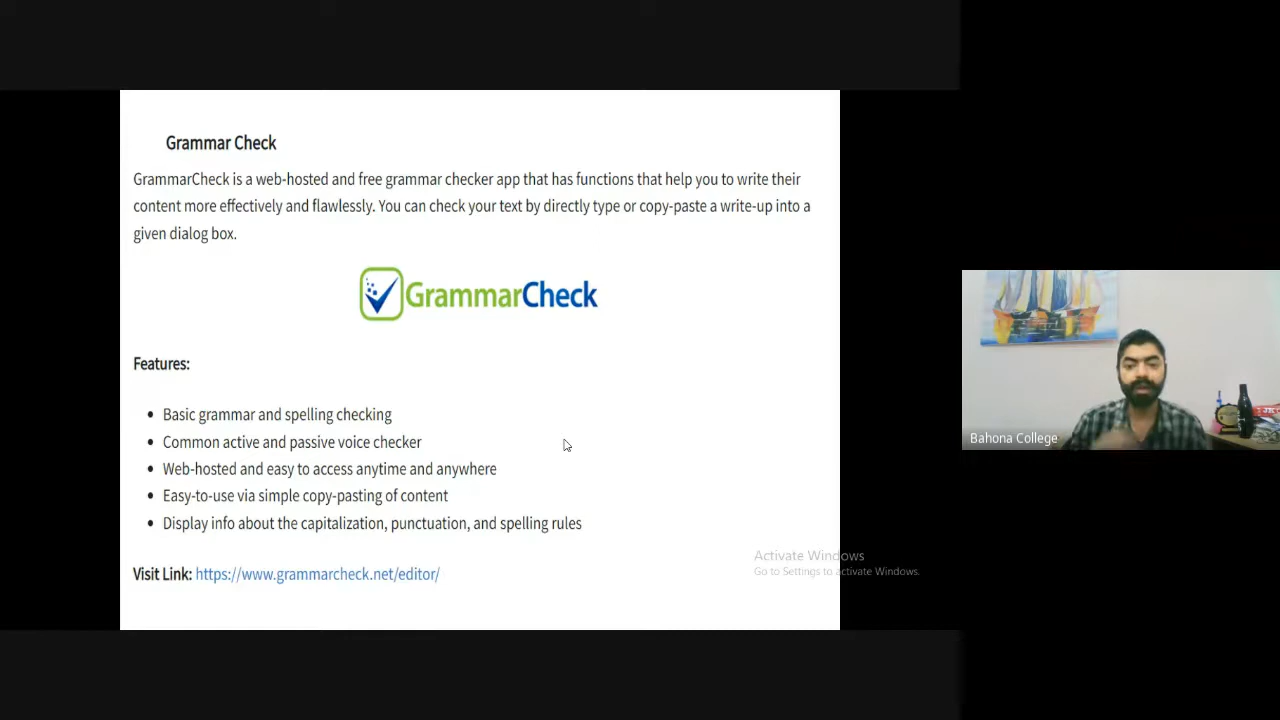 Grammar Check
GrammarCheck is a web-hosted and free grammar checker app that has functions that help you to write their
content more effectively and flawlessly. You can check your text by directly type or copy-paste a write-up into a
given dialog box.
GrammarCheck
Features:
• Basic grammar and spelling checking
• Common active and passive voice checker
• Web-hosted and easy to access anytime and anywhere
• Easy-to-use via simple copy-pasting of content
• Display info about the capitalization, punctuation, and spelling rules
Visit Link: https://www.grammarcheck.net/editor/
Activate Windows
Go to Settings to activate Windows.
Bahona College